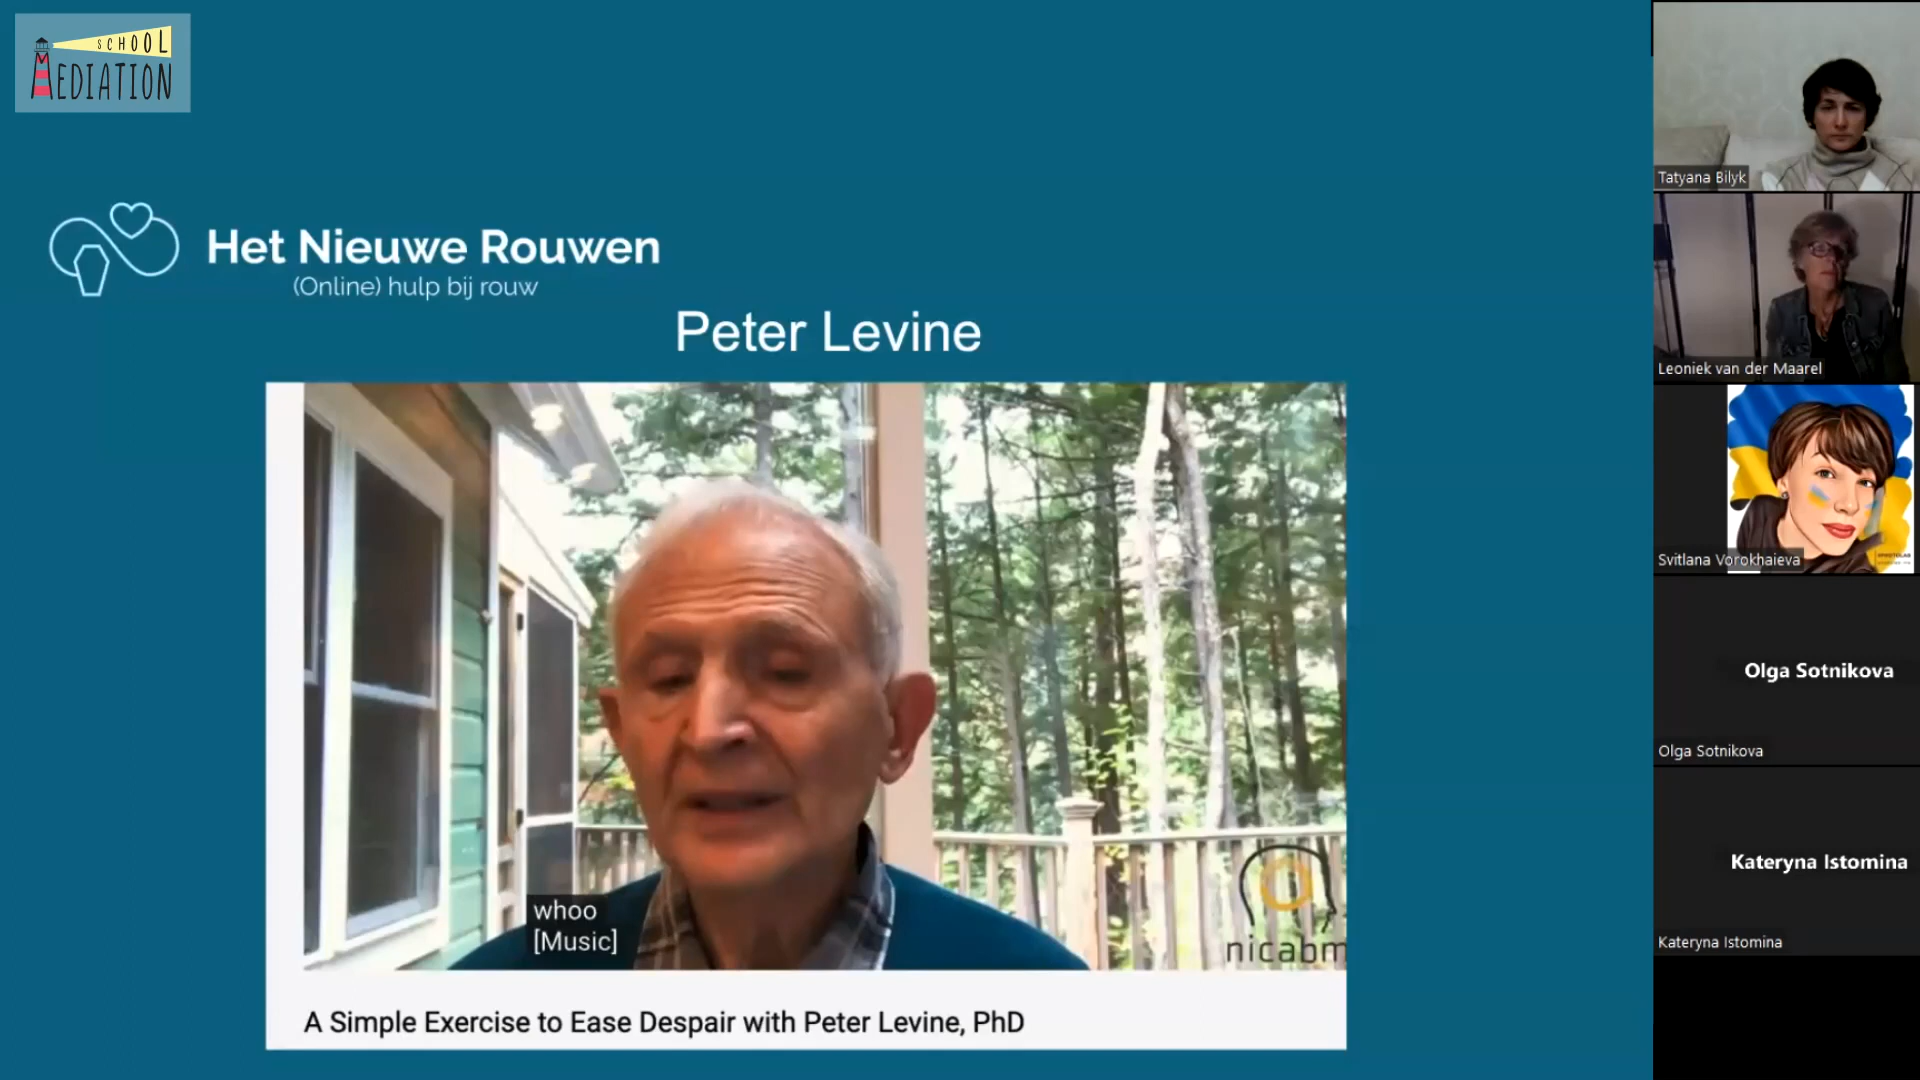 SCHOOL
MEDIATION
Het Nieuwe Rouwen
(Online) hulp bij rouw
Peter Levine
whoo
[Music]
nicabm
A Simple Exercise to Ease Despair with Peter Levine, PhD
Tatyana Bilyk
Leoniek van der Maarel
Svitlana Vorokhaieva
Olga Sotnikova
Olga Sotnikova
Kateryna Istomina
Kateryna Istomina